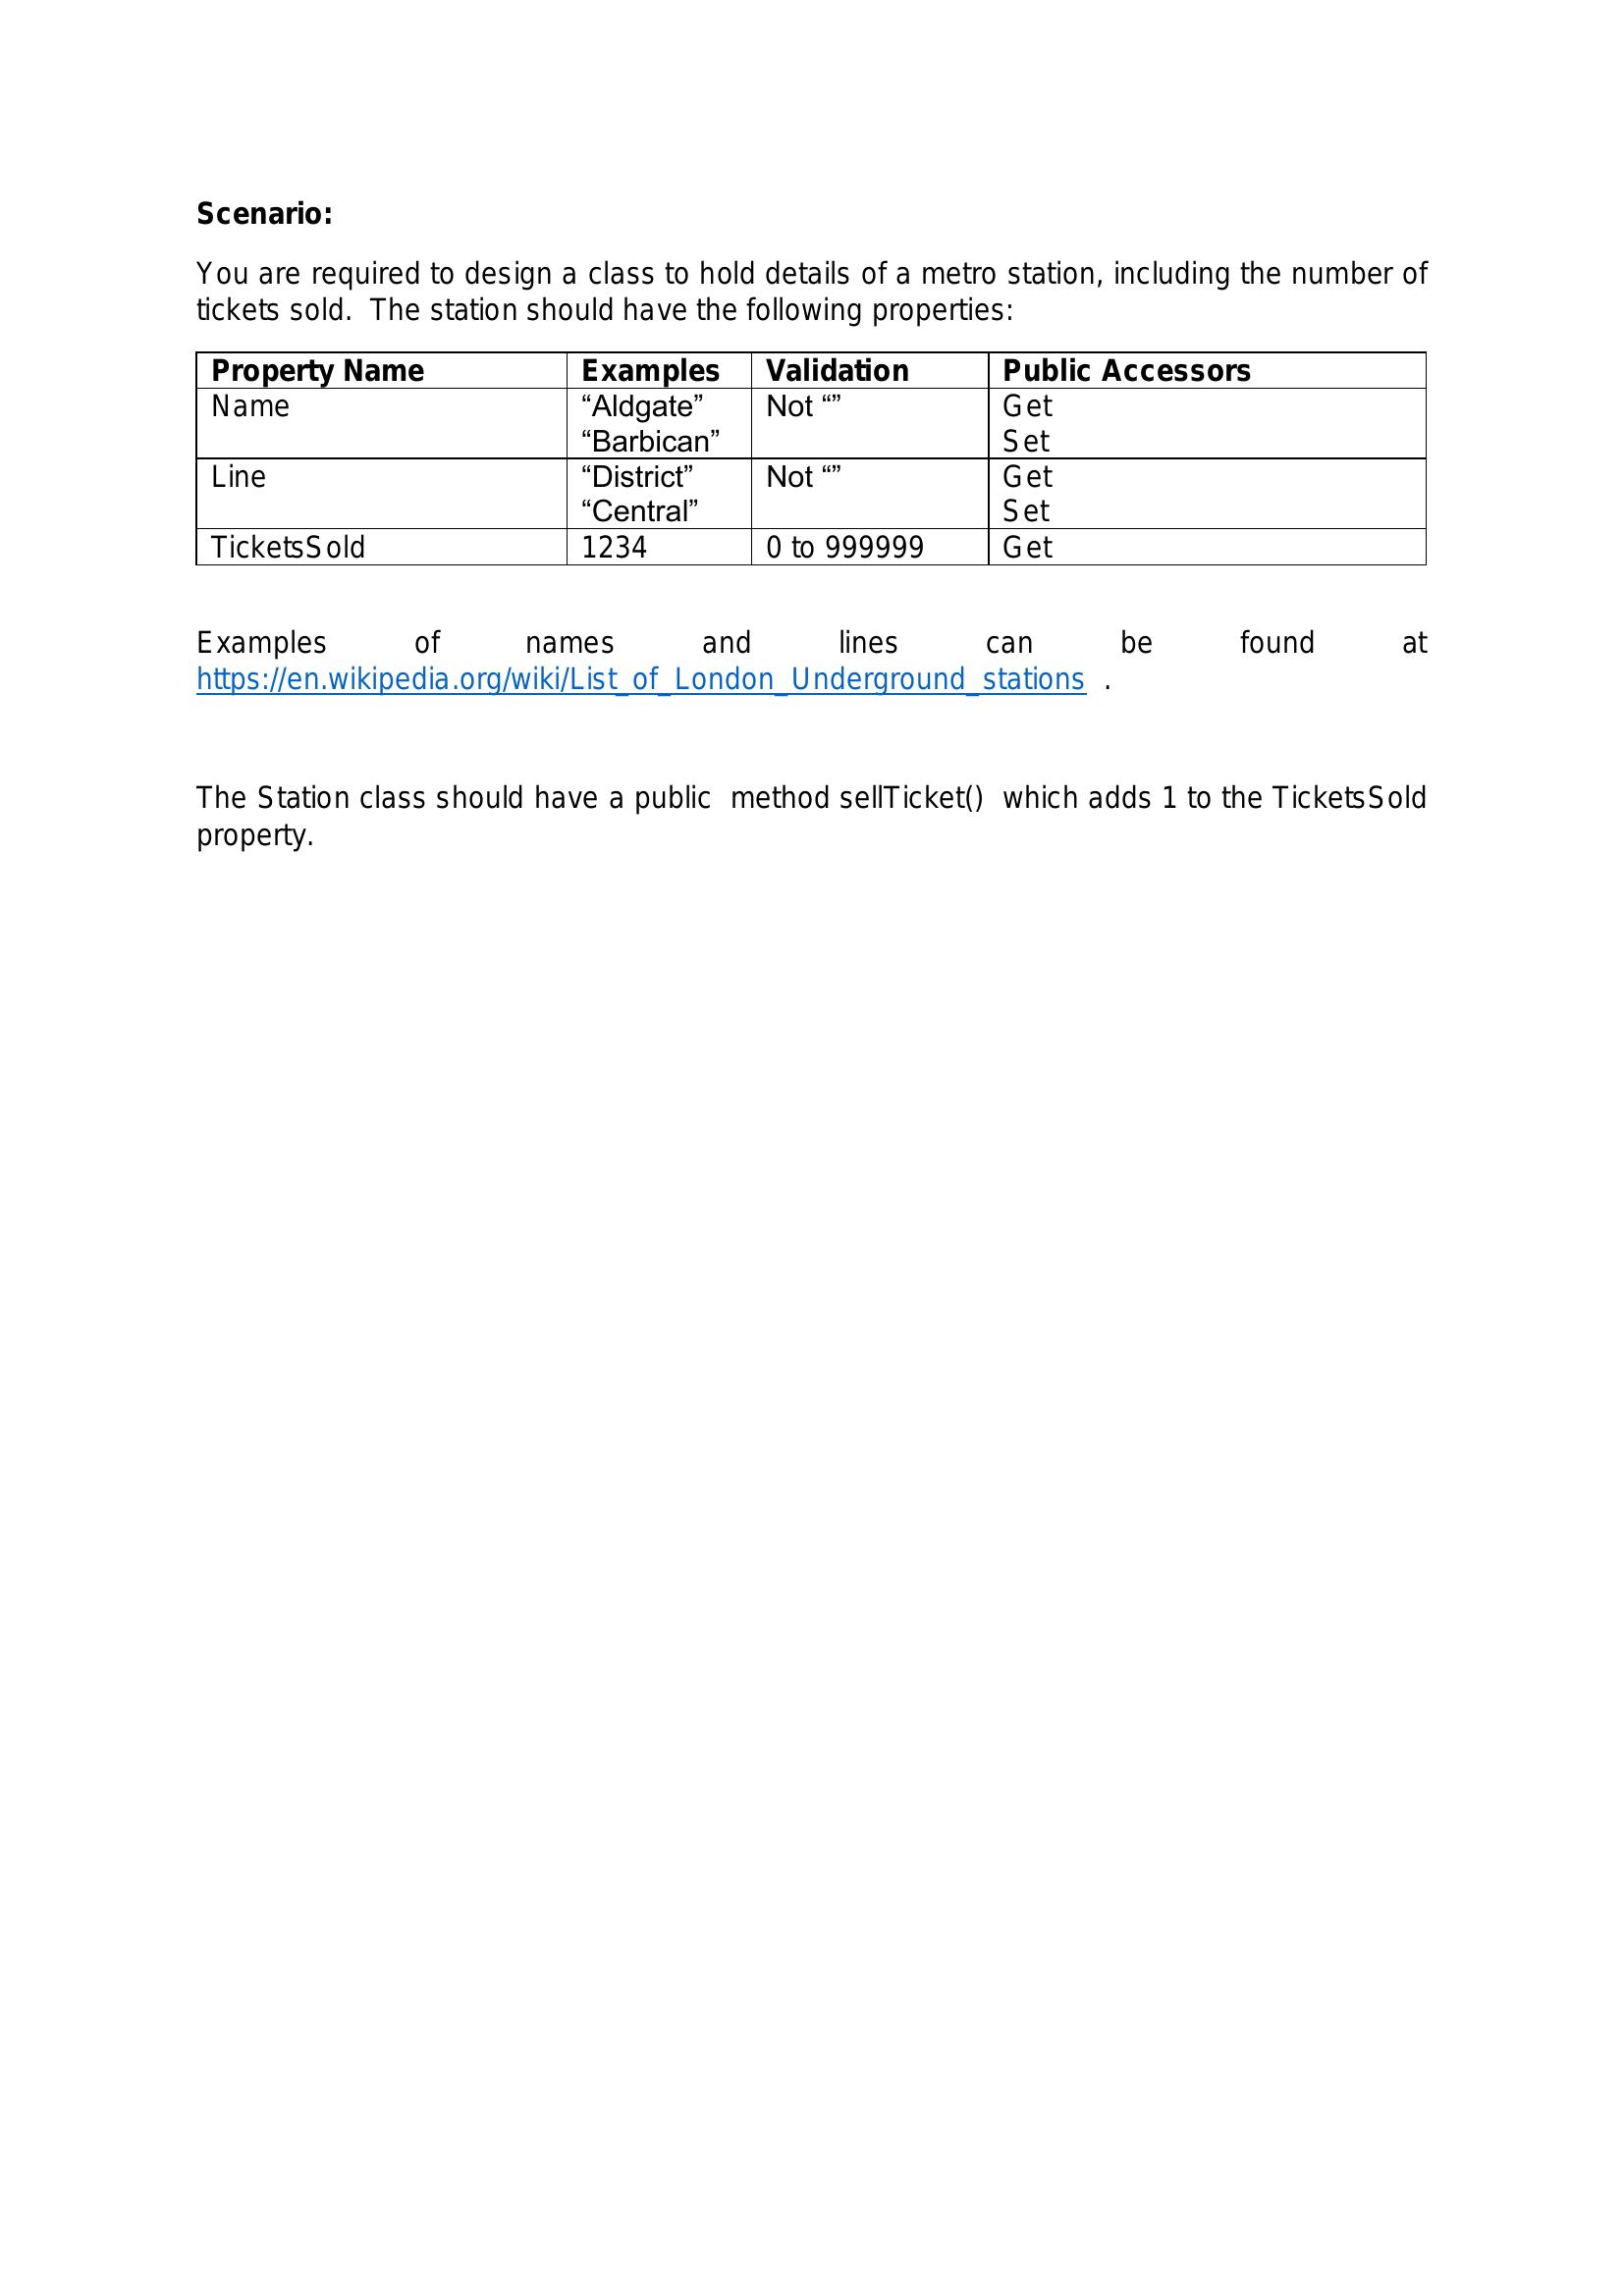 Scenario:
You are required to design a class to hold details of a metro station, including the number of
tickets sold.  The station should have the following properties:
Property Name Examples Validation Public Accessors
Name “Aldgate” Not “” Get
“Barbican” Set
Line “District” Not “” Get
“Central” Set
TicketsSold 1234 0 to 999999 Get
Examples of names and lines can be found at
https://en.wikipedia.org/wiki/List_of_London_Underground_stations .
The Station class should have a public  method sellTicket()  which adds 1 to the TicketsSold
property.